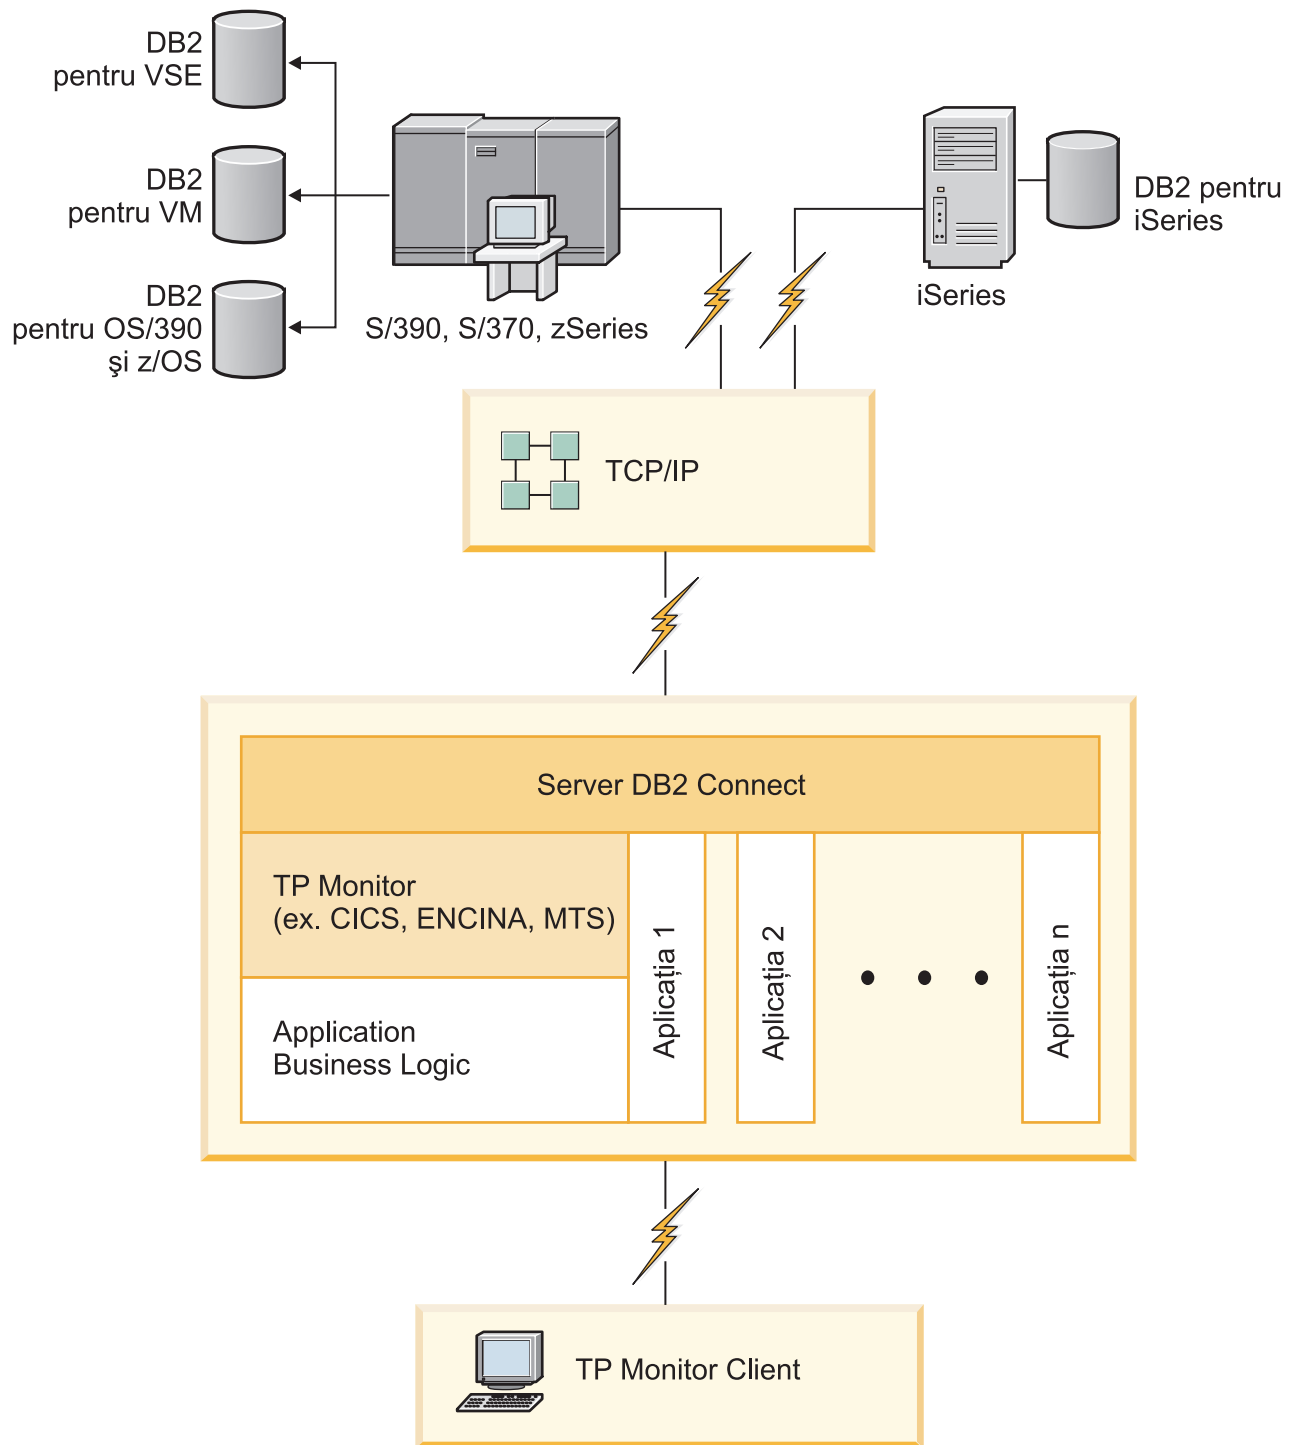 DB2
pentru VSE
DB2
pentru VM
DB2
pentru OS/390
şi z/OS
S/390, S/370, zSeries
iSeries
DB2 pentru
iSeries
TCP/IP
Server DB2 Connect
TP Monitor
(ex. CICS, ENCINA, MTS)
Application
Business Logic
Aplicaţia 1
Aplicaţia 2
Aplicaţia n
TP Monitor Client